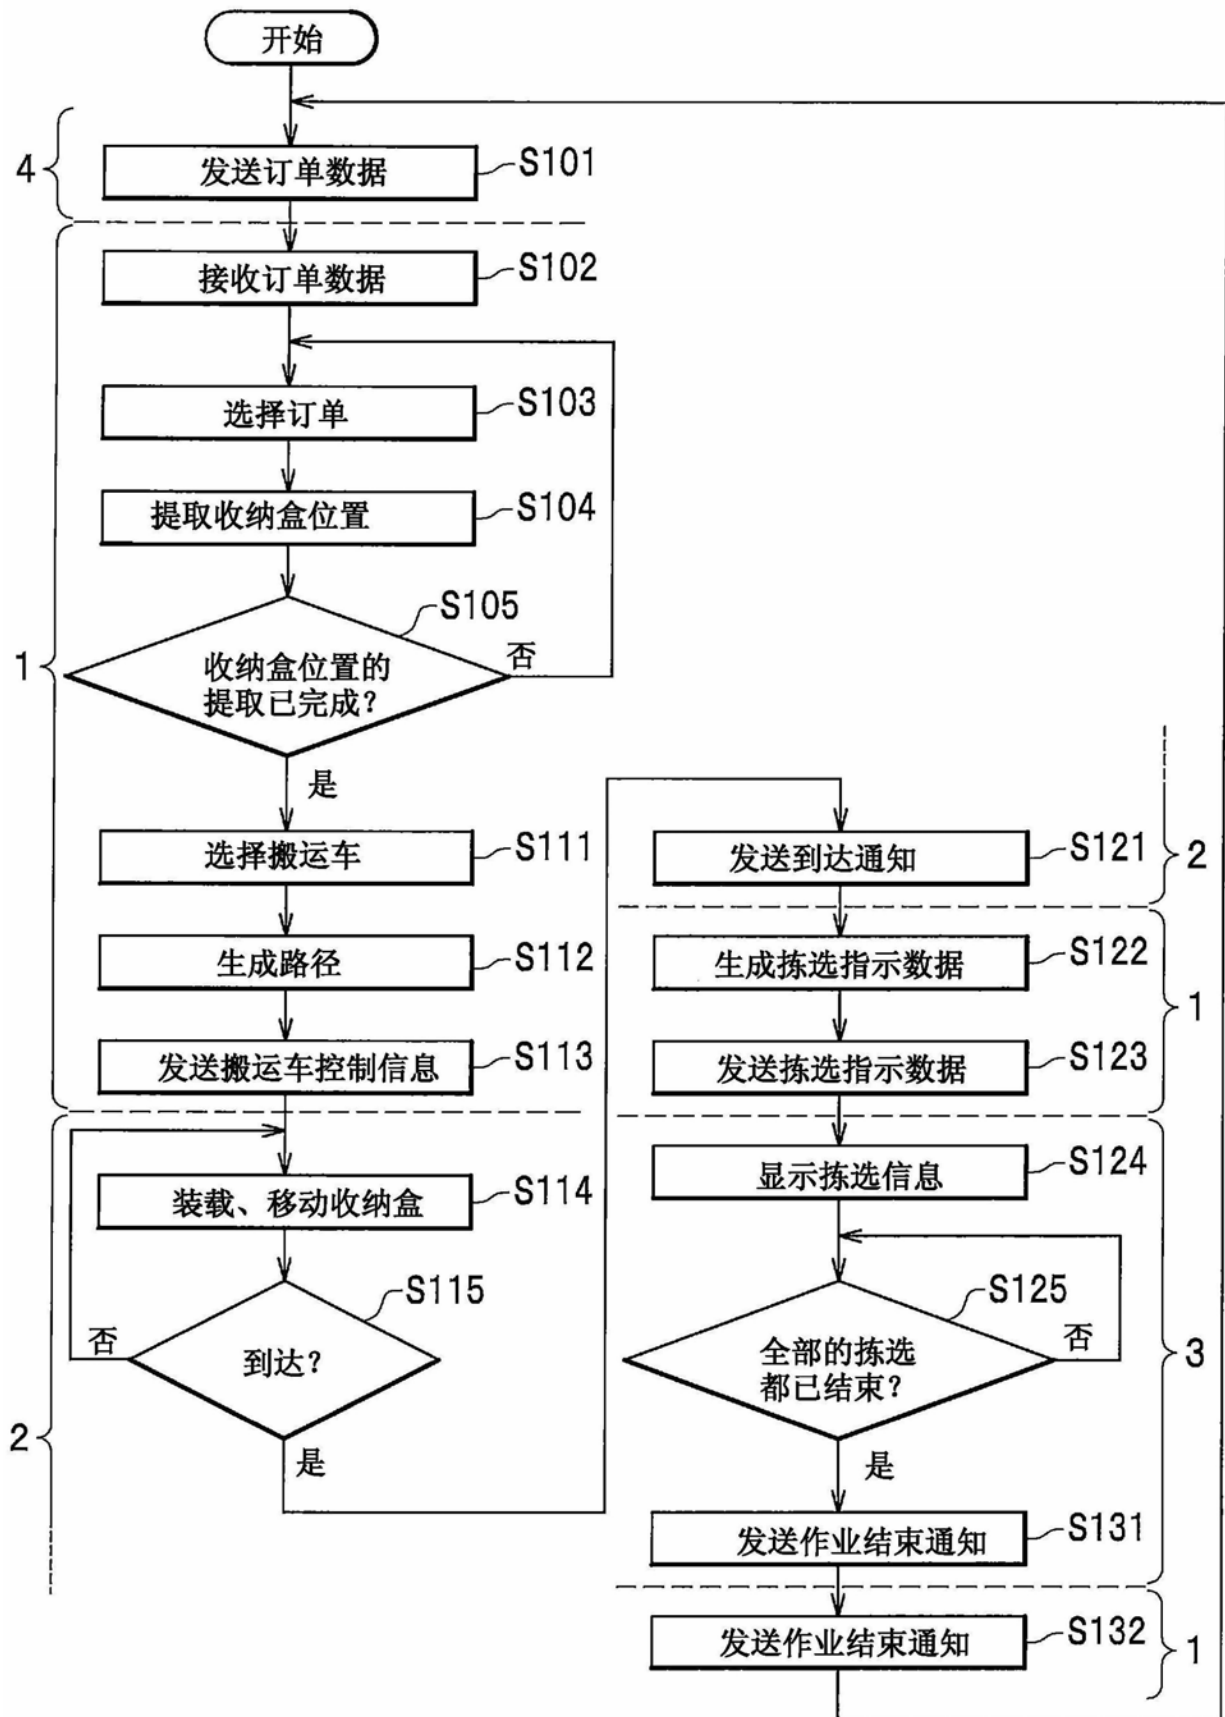 开始
4
发送订单数据
S101
接收订单数据
S102
选择订单
S103
提取收纳盒位置
S104
S105
1
收纳盒位置的
提取已完成？
否
是
选择搬运车
S111
生成路径
S112
发送搬运车控制信息
S113
装载、移动收纳盒
S114
S115
否
到达？
2
是
发送到达通知
S121
2
生成拣选指示数据
S122
1
发送拣选指示数据
S123
显示拣选信息
S124
S125
全部的拣选
都已结束？
否
3
是
发送作业结束通知
S131
发送作业结束通知
S132
1